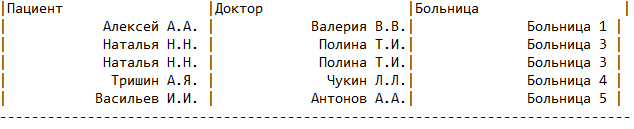 |Пациент |Доктор |Больница |
| Алексей А.А. | Валерия В.В.| Больница 1 |
| Наталья Н.Н. | Полина Т.И.| Больница 3 |
| Наталья Н.Н. | Полина Т.И.| Больница 3 |
| Тришин А.Я. | Чукин Л.Л.| Больница 4 |
| Васильев И.И. | Антонов А.А.| Больница 5 |
--------------------------------------------------------------------------------